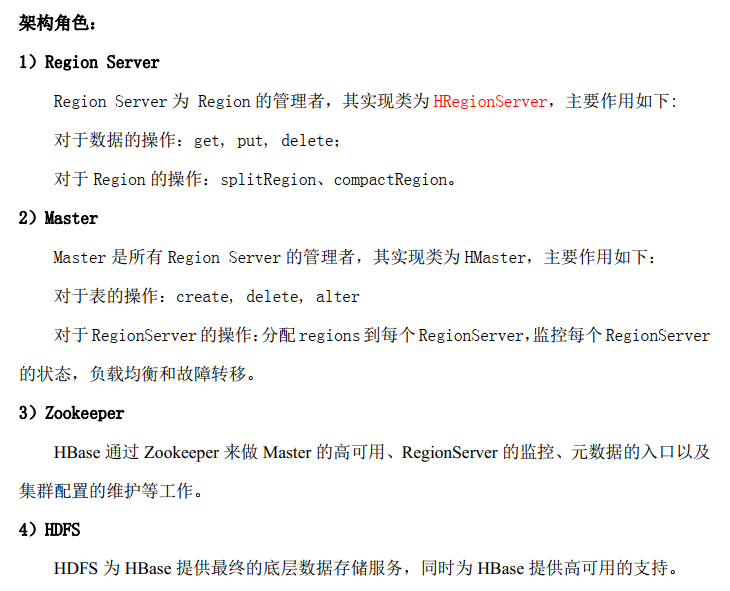 架构角色：
1）Region Server
Region Server 为 Region 的管理者，其实现类为 HRegionServer，主要作用如下:
对于数据的操作：get, put, delete；
对于 Region 的操作：splitRegion、compactRegion。
2）Master
Master 是所有 Region Server 的管理者，其实现类为 HMaster，主要作用如下：
对于表的操作：create, delete, alter
对于 RegionServer 的操作：分配 regions 到每个 RegionServer，监控每个 RegionServer
的状态，负载均衡和故障转移。
3）Zookeeper
HBase 通过 Zookeeper 来做 Master 的高可用、RegionServer 的监控、元数据的入口以及
集群配置的维护等工作。
4）HDFS
HDFS 为 HBase 提供最终的底层数据存储服务，同时为 HBase 提供高可用的支持。